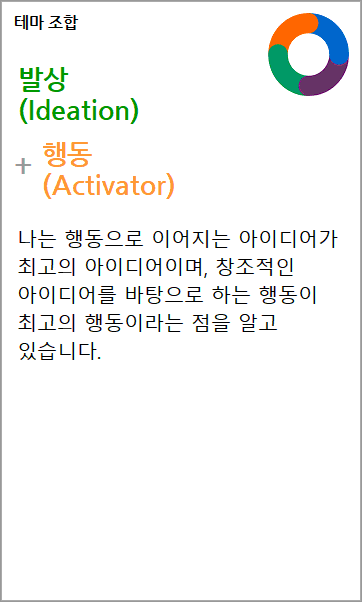 테마 조합
발상
(Ideation)
+ 행동
(Activator)
나는 행동으로 이어지는 아이디어가
최고의 아이디어이며, 창조적인
아이디어를 바탕으로 하는 행동이
최고의 행동이라는 점을 알고
있습니다.